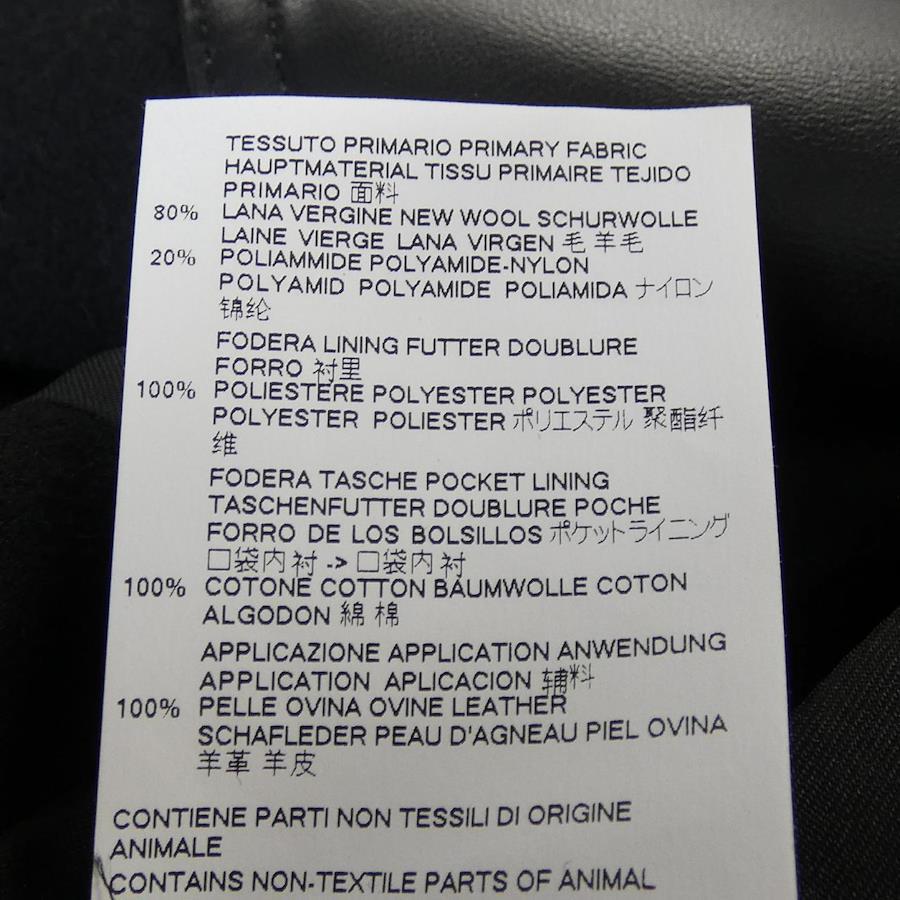 TESSUTO PRIMARIO PRIMARY FABRIC
HAUPTMATERIAL TISSU PRIMAIRE TEJIDO
PRIMARIO 面料
80% LANA VERGINE NEW WOOL SCHURWOLLE
LAINE VIERGE LANA VIRGEN 毛 羊毛
20% POLIAMMIDE POLYAMIDE-NYLON
POLYAMID POLYAMIDE POLIAMIDA ナイロン
锦纶
FODERA LINING FUTTER DOUBLURE
FORRO 衬里
100% POLIESTERE POLYESTER POLYESTER
POLYESTER POLIESTER ポリエステル 聚酯纤
维
FODERA TASCHE POCKET LINING
TASCHENFUTTER DOUBLURE POCHE
FORRO DE LOS BOLSILLOS ポケットライニング
口袋内衬 -> 口袋内衬
100% COTONE COTTON BAUMWOLLE COTON
ALGODON 綿 棉
APPLICAZIONE APPLICATION ANWENDUNG
APPLICATION APLICACION 辅料
100% PELLE OVINA OVINE LEATHER
SCHAFLEDER PEAU D'AGNEAU PIEL OVINA
羊革 羊皮
CONTIENE PARTI NON TESSILI DI ORIGINE
ANIMALE
CONTAINS NON-TEXTILE PARTS OF ANIMAL